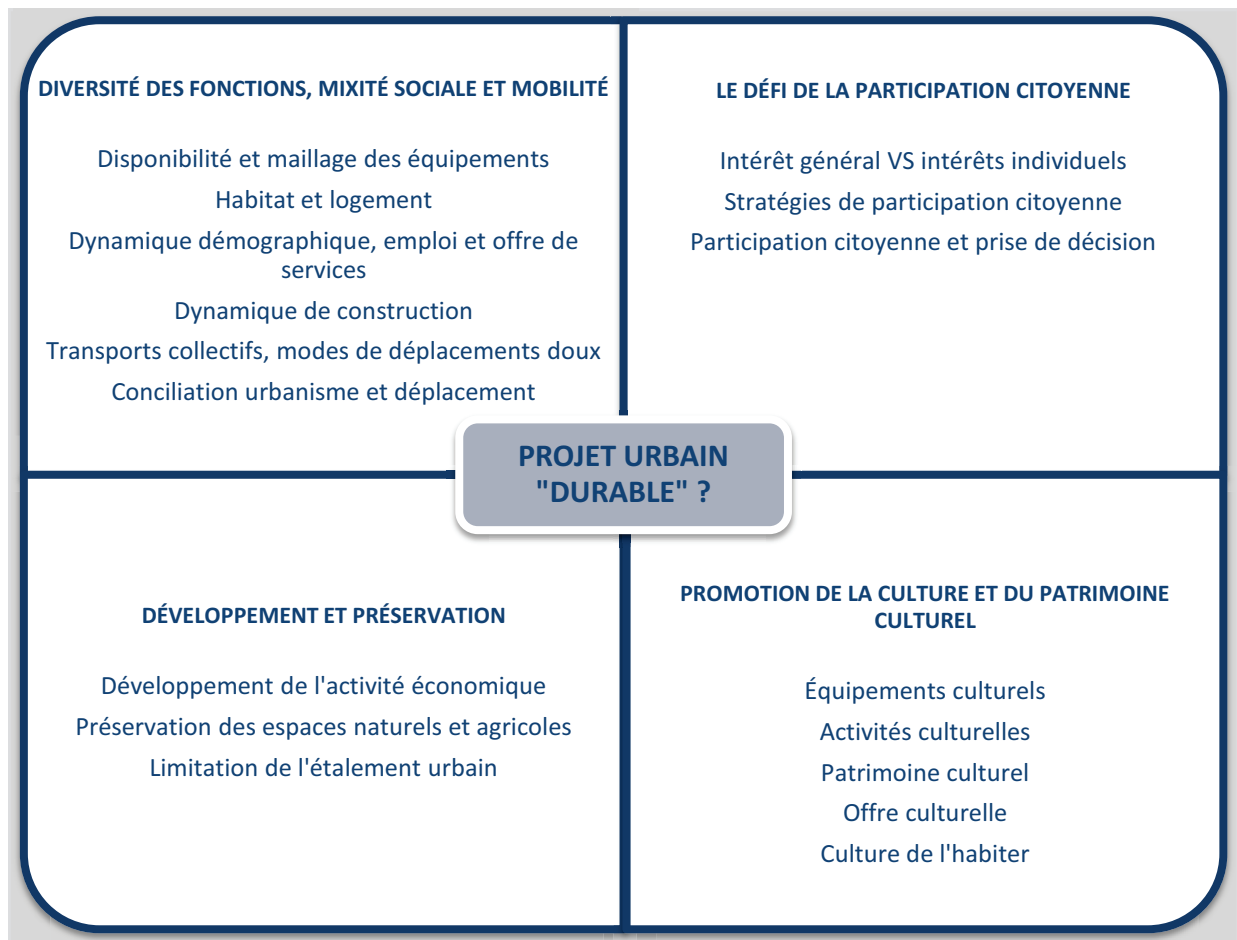 DIVERSITÉ DES FONCTIONS, MIXITÉ SOCIALE ET MOBILITÉ
Disponibilité et maillage des équipements
Habitat et logement
Dynamique démographique, emploi et offre de
services
Dynamique de construction
Transports collectifs, modes de déplacements doux
Conciliation urbanisme et déplacement
LE DÉFI DE LA PARTICIPATION CITOYENNE
Intérêt général VS intérêts individuels
Stratégies de participation citoyenne
Participation citoyenne et prise de décision
PROJET URBAIN
"DURABLE" ?
DÉVELOPPEMENT ET PRÉSERVATION
Développement de l'activité économique
Préservation des espaces naturels et agricoles
Limitation de l'étalement urbain
PROMOTION DE LA CULTURE ET DU PATRIMOINE
CULTUREL
Équipements culturels
Activités culturelles
Patrimoine culturel
Offre culturelle
Culture de l'habiter